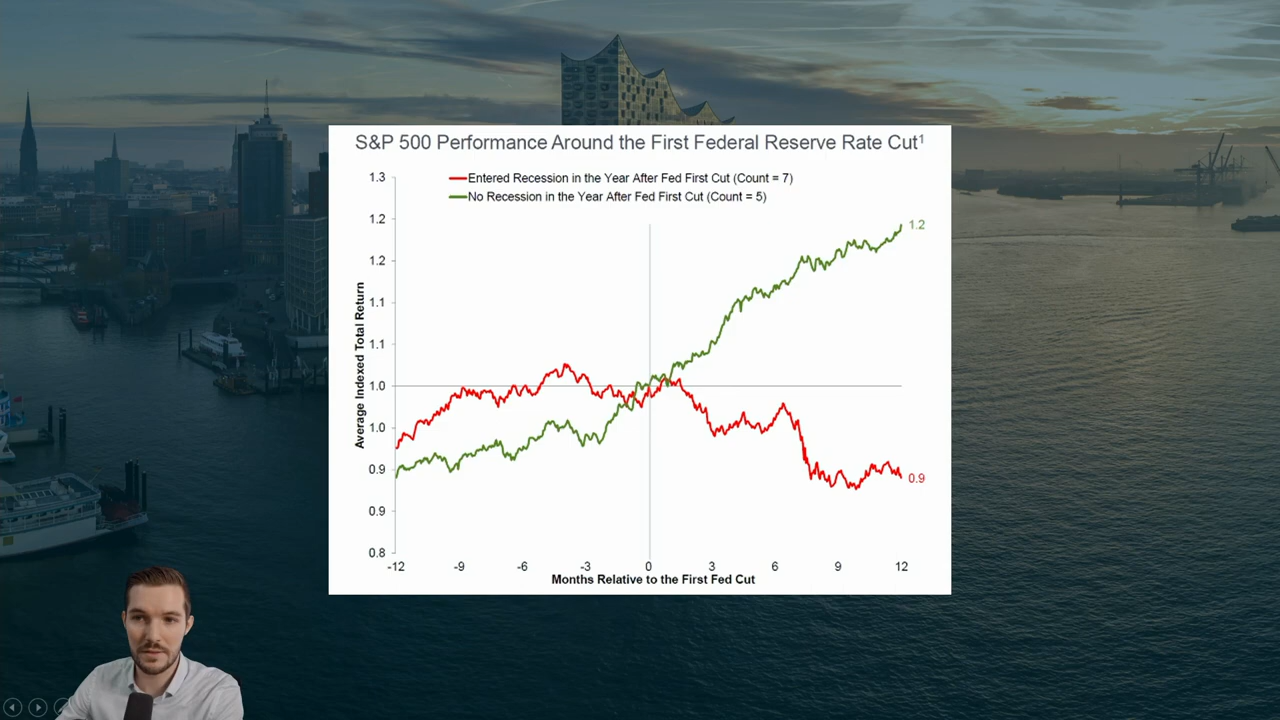 S&P 500 Performance Around the First Federal Reserve Rate Cut¹
Entered Recession in the Year After Fed First Cut (Count = 7)
No Recession in the Year After Fed First Cut (Count = 5)
Average Indexed Total Return
1.3
1.2
1.2
1.1
1.1
1.0
1.0
0.9
0.9
0.8
1.2
0.9
-12 -9 -6 -3 0 3 6 9 12
Months Relative to the First Fed Cut